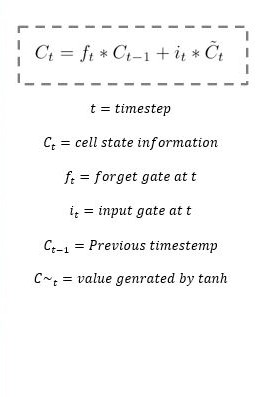 Cₜ = fₜ * Cₜ₋₁ + iₜ * C̃ₜ
t = timestep
Cₜ = cell state information
fₜ = forget gate at t
iₜ = input gate at t
Cₜ₋₁ = Previous timestemp
C~ₜ = value genrated by tanh